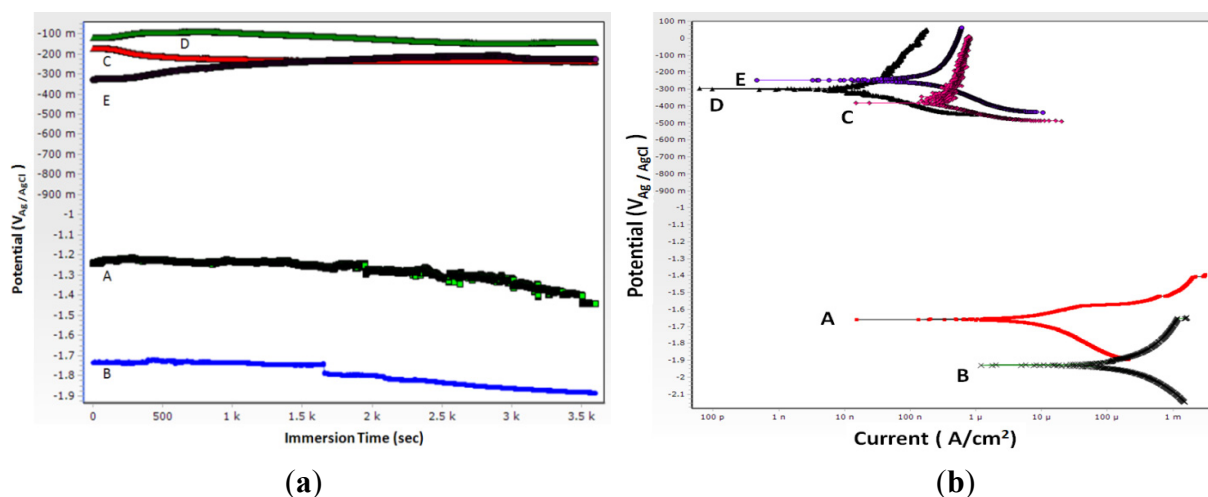 -100 m
-200 m
-300 m
-400 m
-500 m
-600 m
-700 m
-800 m
-900 m
-1
-1.1
-1.2
-1.3
-1.4
-1.5
-1.6
-1.7
-1.8
-1.9
Potential (V Ag / AgCl )
D
C
E
A
B
0
500
1 k
1.5 k
2 k
2.5 k
3 k
3.5 k
Immersion Time (sec)
(a)
100 m
0
-100 m
-200 m
-300 m
-400 m
-500 m
-600 m
-700 m
-800 m
-900 m
-1
-1.1
-1.2
-1.3
-1.4
-1.5
-1.6
-1.7
-1.8
-1.9
-2
-2.1
Potential (V Ag / AgCl )
E
D
C
A
B
100 p
1 n
10 n
100 n
1 µ
10 µ
100 µ
1 m
Current ( A/cm²)
(b)